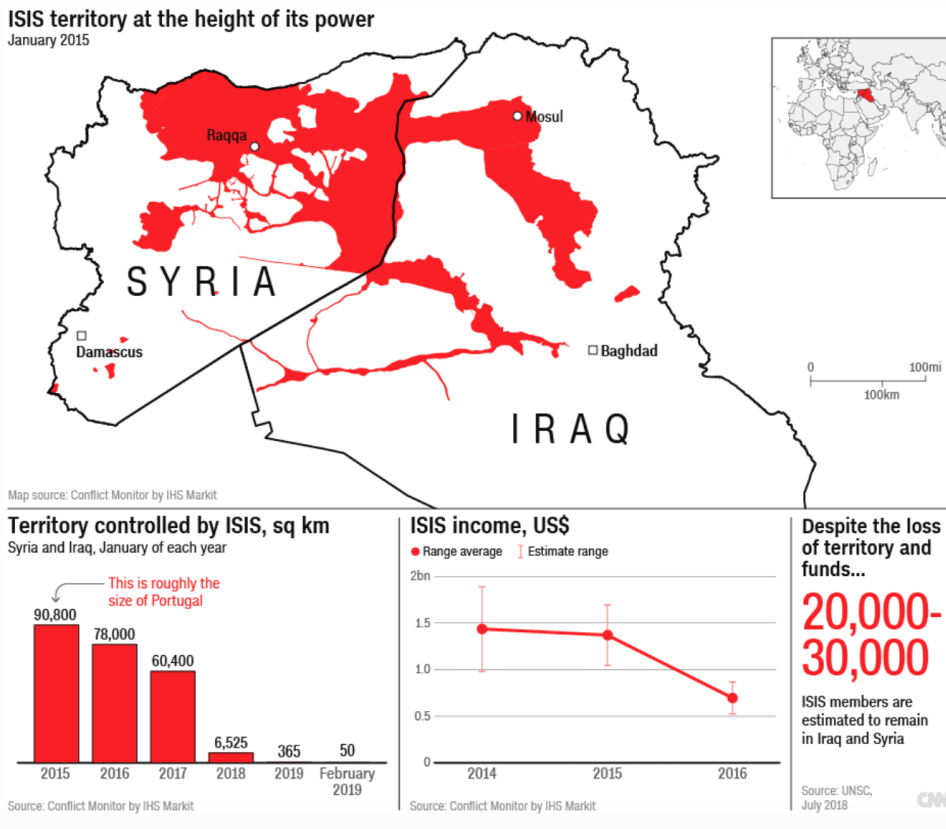 ISIS territory at the height of its power
January 2015
Mosul
Raqqa
SYRIA
Damascus
Baghdad
0 100mi
100km
IRAQ
Map source: Conflict Monitor by IHS Markit
Territory controlled by ISIS, sq km
Syria and Iraq, January of each year
This is roughly the
size of Portugal
90,800
78,000
60,400
6,525
365
50
2015 2016 2017 2018 2019 February
2019
Source: Conflict Monitor by IHS Markit
ISIS income, US$
Range average Estimate range
2bn
1.5
1.0
0.5
0
2014 2015 2016
Source: Conflict Monitor by IHS Markit
Despite the loss
of territory and
funds...
20,000-
30,000
ISIS members are
estimated to remain
in Iraq and Syria
Source: UNSC,
July 2018
CNN